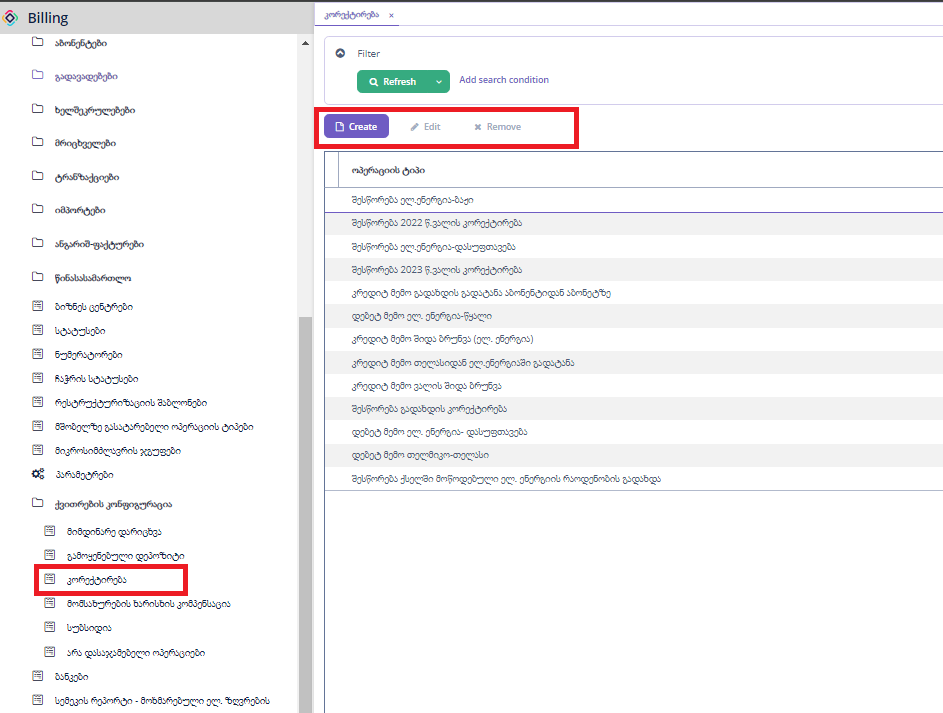 Billing
აბონენტები
გადავადებები
ხელშეკრულებები
მრიცხველები
ტრანზაქციები
იმპორტები
ანგარიშ-ფაქტურები
წინასასამართლო
ბიზნეს ცენტრები
სტატუსები
ნუმერატორები
ჩაჭრის სტატუსები
რესტრუქტურიზაციის შაბლონები
მშობელზე გასატარებელი ოპერაციის ტიპები
მიკროსიმძლავრის ჯგუფები
პარამეტრები
ქვითრების კონფიგურაცია
მიმდინარე დარიცხვა
გამოყენებული დეპოზიტი
კორექტირება
მომსახურების ხარისხის კომპენსაცია
სუბსიდია
არა დასაჯამებელი ოპერაციები
ბანკები
სემეკის რეპორტი - მოხმარებული ელ. ზღვრების
კორექტირება ×
Filter
Refresh
Add search condition
Create Edit Remove
ოპერაციის ტიპი
შესწორება ელ.ენერგია-ბაჟი
შესწორება 2022 წ.ვალის კორექტირება
შესწორება ელ.ენერგია-დასუფთავება
შესწორება 2023 წ.ვალის კორექტირება
კრედიტ მემო გადახდის გადატანა აბონენტიდან აბონეტზე
დებეტ მემო ელ. ენერგია-წყალი
კრედიტ მემო შიდა ბრუნვა (ელ. ენერგია)
კრედიტ მემო თელასიდან ელ.ენერგიაში გადატანა
კრედიტ მემო ვალის შიდა ბრუნვა
შესწორება გადახდის კორექტირება
დებეტ მემო ელ. ენერგია- დასუფთავება
დებეტ მემო თელმიკო-თელასი
შესწორება ქსელში მოწოდებული ელ. ენერგიის რაოდენობის გადახდა